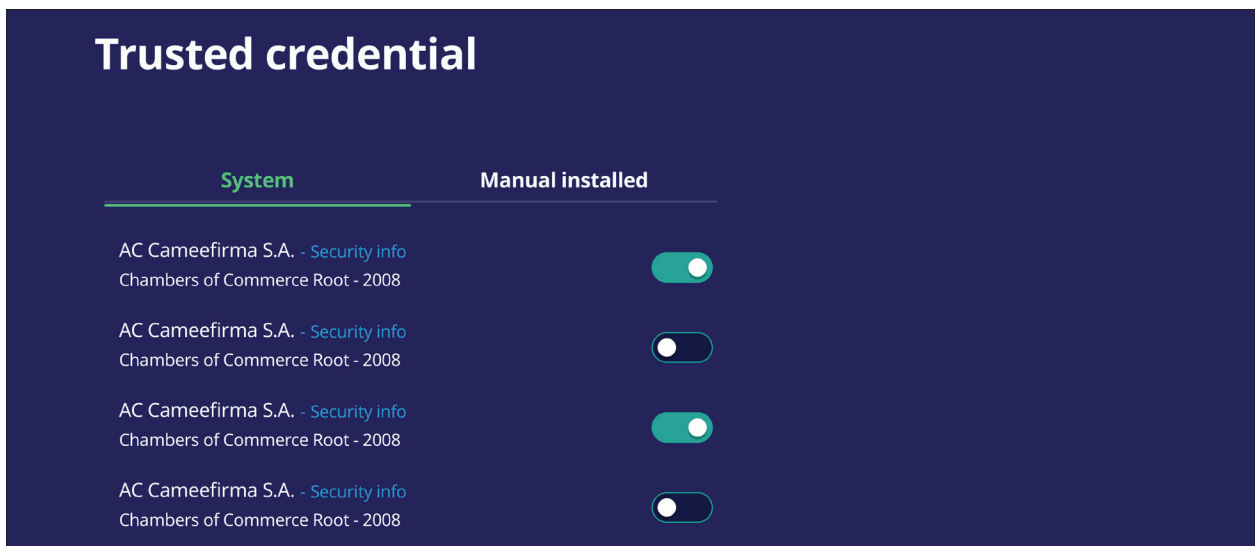 Trusted credential
System Manual installed
AC Cameefirma S.A. - Security info
Chambers of Commerce Root - 2008
AC Cameefirma S.A. - Security info
Chambers of Commerce Root - 2008
AC Cameefirma S.A. - Security info
Chambers of Commerce Root - 2008
AC Cameefirma S.A. - Security info
Chambers of Commerce Root - 2008